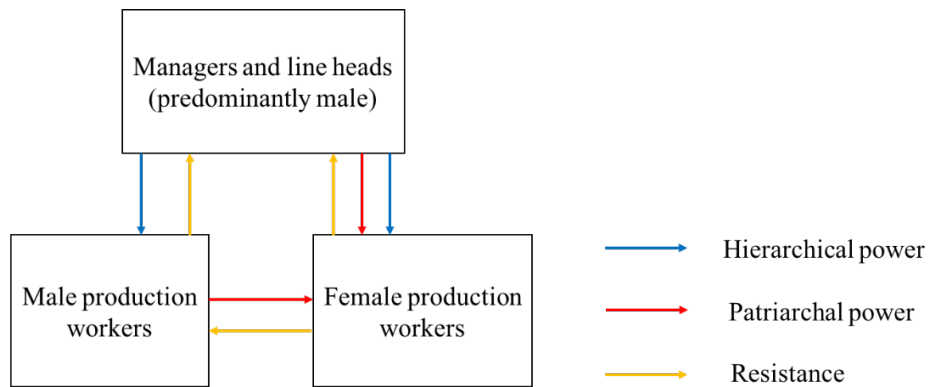 Managers and line heads
(predominantly male)
Male production
workers
Female production
workers
Hierarchical power
Patriarchal power
Resistance